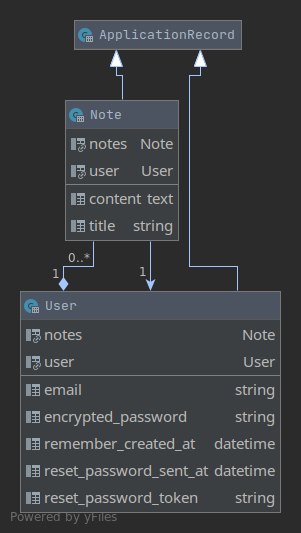 ApplicationRecord
Note
notes Note
user User
content text
title string
0..*
1
1
User
notes Note
user User
email string
encrypted_password string
remember_created_at datetime
reset_password_sent_at datetime
reset_password_token string
Powered by yFiles